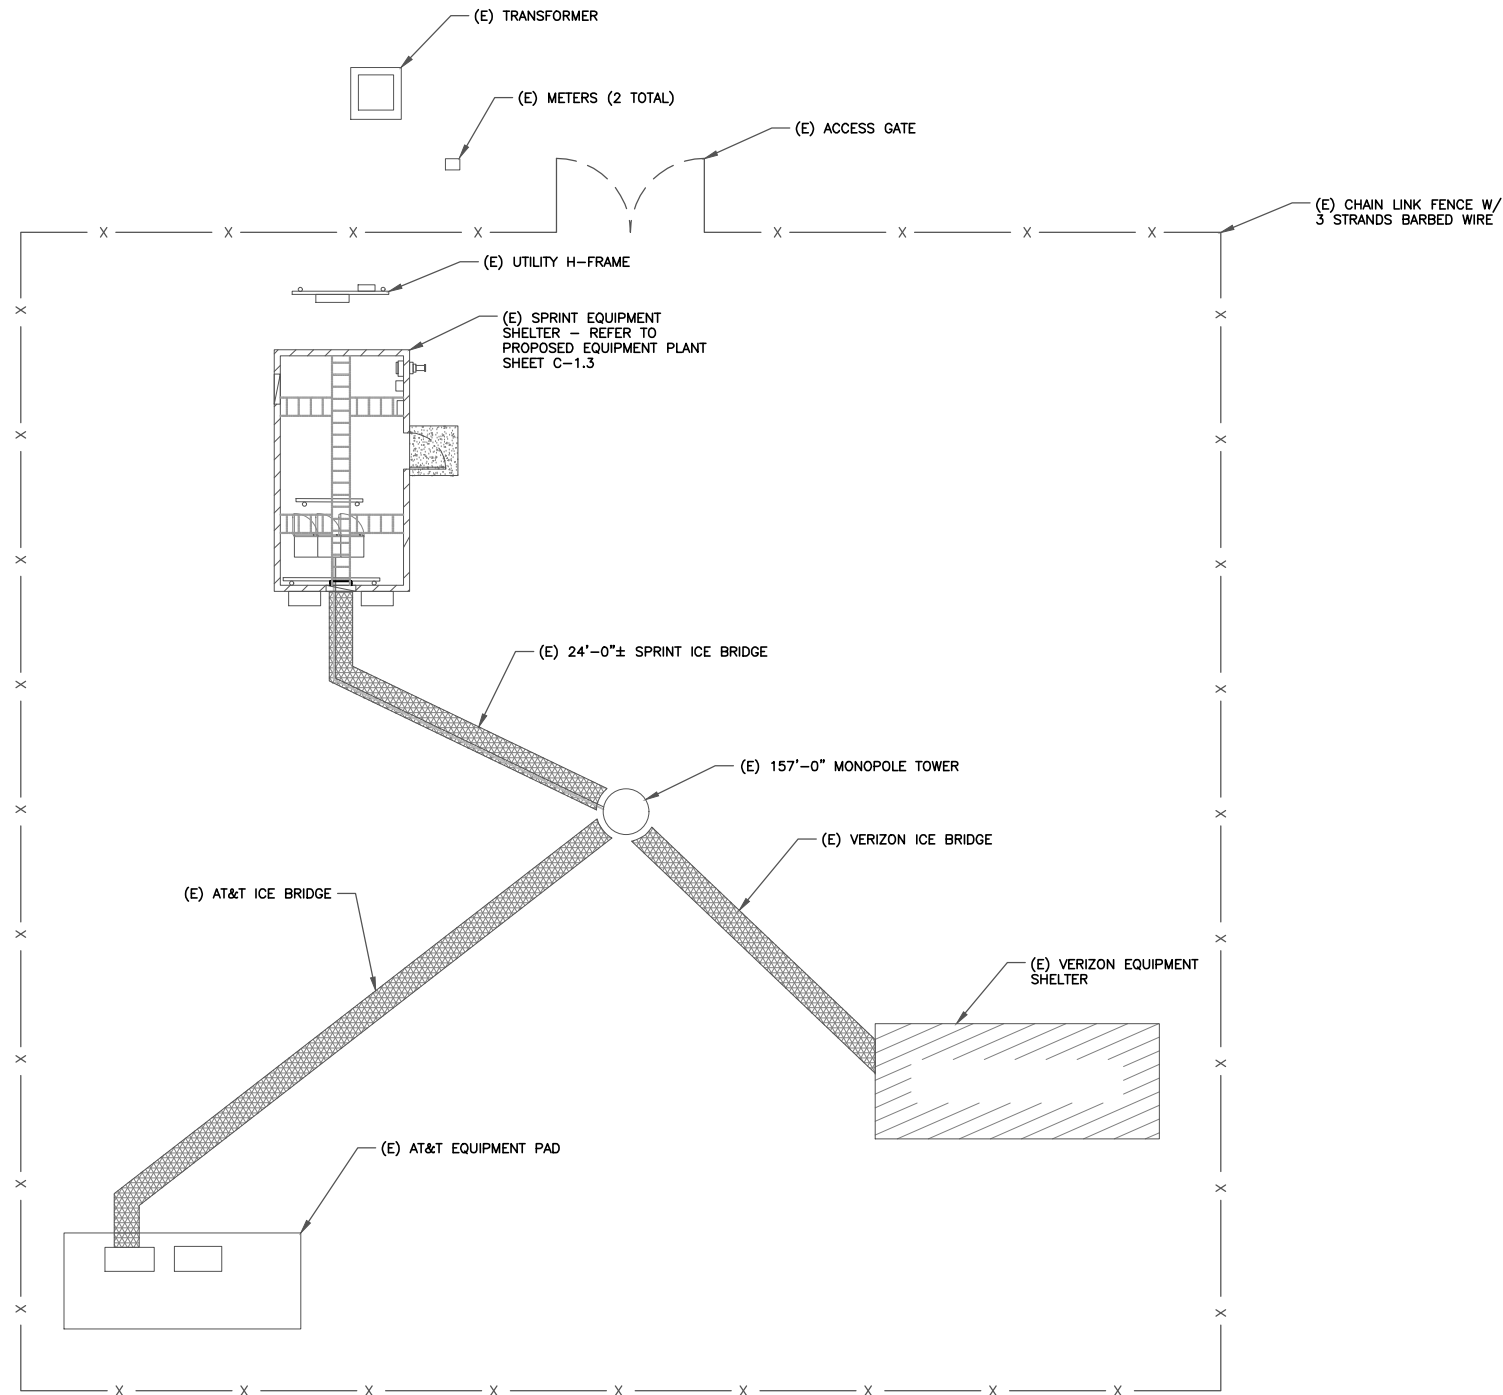 (E) TRANSFORMER
(E) METERS (2 TOTAL)
(E) ACCESS GATE
(E) CHAIN LINK FENCE W/
3 STRANDS BARBED WIRE
(E) UTILITY H-FRAME
(E) SPRINT EQUIPMENT
SHELTER – REFER TO
PROPOSED EQUIPMENT PLANT
SHEET C-1.3
(E) 24'-0"± SPRINT ICE BRIDGE
(E) 157'-0" MONOPOLE TOWER
(E) VERIZON ICE BRIDGE
(E) AT&T ICE BRIDGE
(E) VERIZON EQUIPMENT
SHELTER
(E) AT&T EQUIPMENT PAD